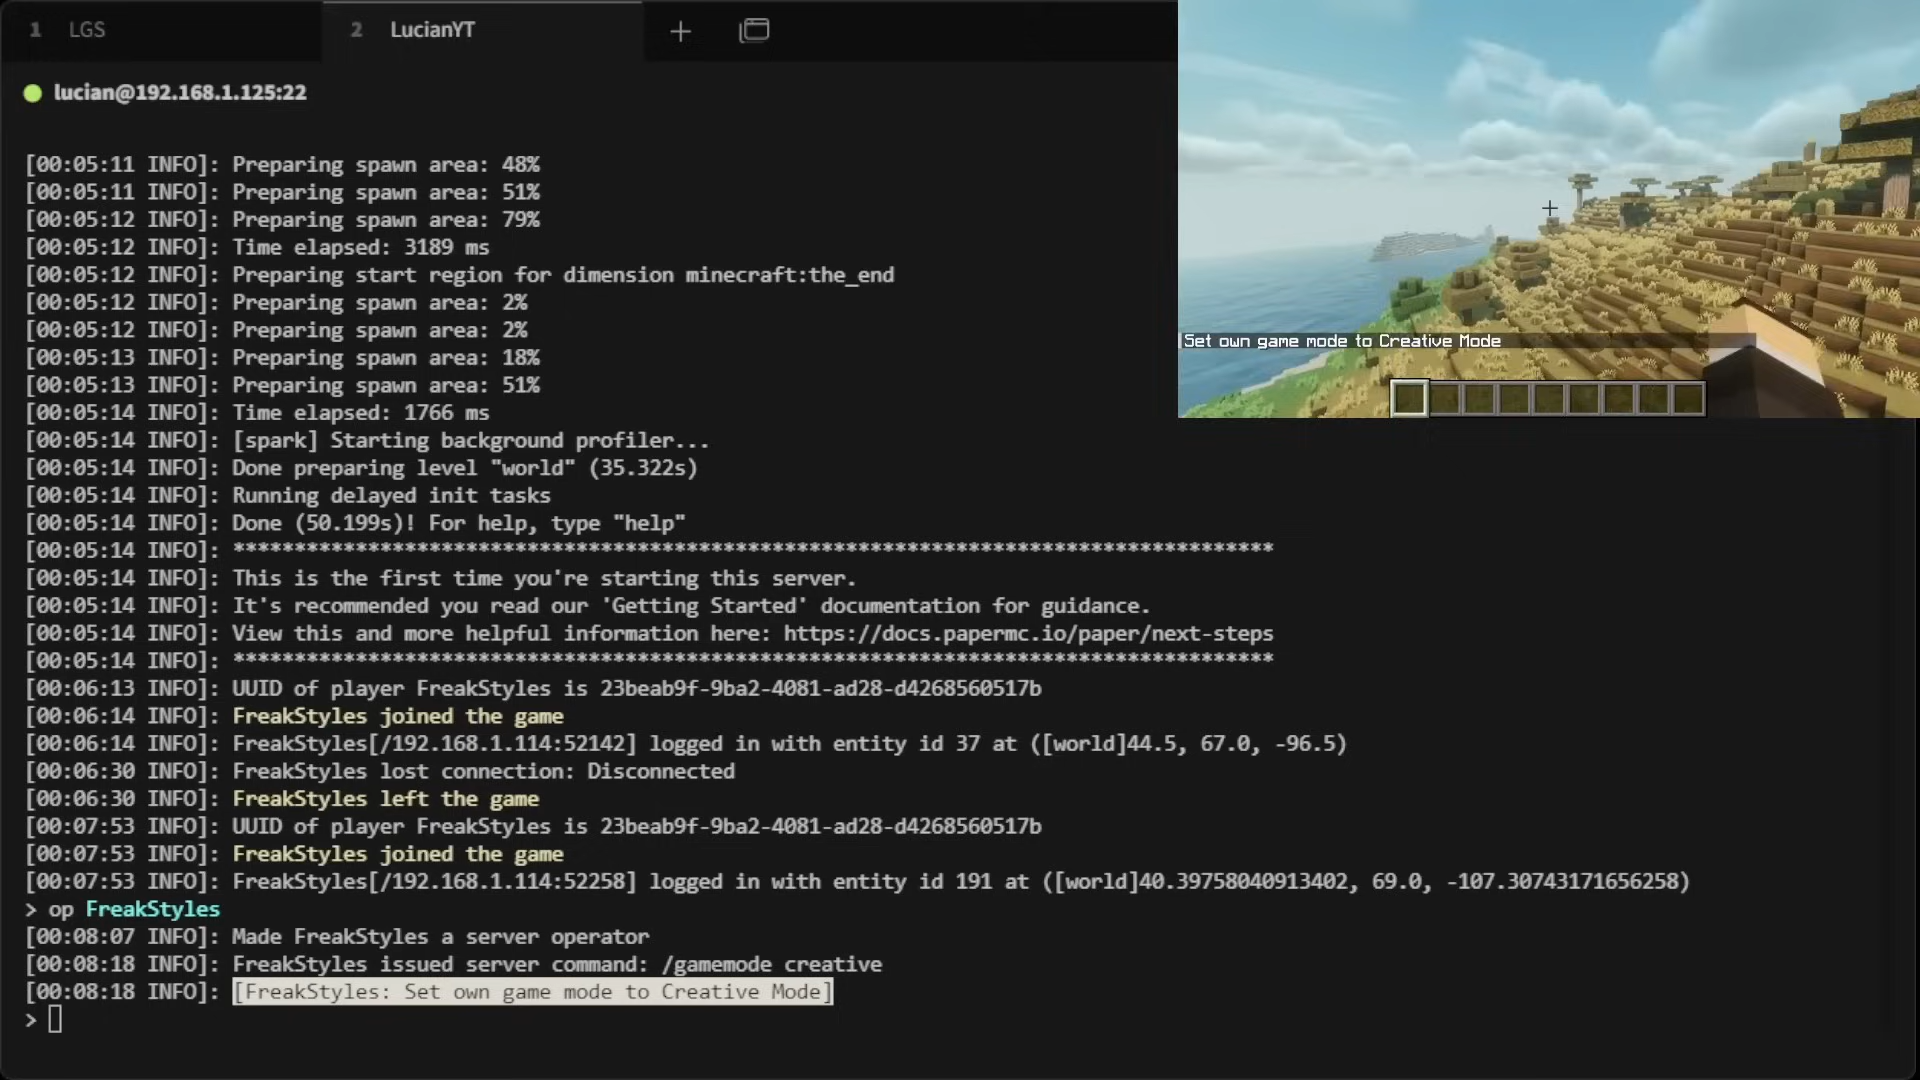 1 LGS
2 LucianYT
lucian@192.168.1.125:22
[00:05:11 INFO]: Preparing spawn area: 48%
[00:05:11 INFO]: Preparing spawn area: 51%
[00:05:12 INFO]: Preparing spawn area: 79%
[00:05:12 INFO]: Time elapsed: 3189 ms
[00:05:12 INFO]: Preparing start region for dimension minecraft:the_end
[00:05:12 INFO]: Preparing spawn area: 2%
[00:05:12 INFO]: Preparing spawn area: 2%
[00:05:13 INFO]: Preparing spawn area: 18%
[00:05:13 INFO]: Preparing spawn area: 51%
[00:05:14 INFO]: Time elapsed: 1766 ms
[00:05:14 INFO]: [spark] Starting background profiler...
[00:05:14 INFO]: Done preparing level "world" (35.322s)
[00:05:14 INFO]: Running delayed init tasks
[00:05:14 INFO]: Done (50.199s)! For help, type "help"
[00:05:14 INFO]: *************************************************************************************
[00:05:14 INFO]: This is the first time you're starting this server.
[00:05:14 INFO]: It's recommended you read our 'Getting Started' documentation for guidance.
[00:05:14 INFO]: View this and more helpful information here: https://docs.papermc.io/paper/next-steps
[00:05:14 INFO]: *************************************************************************************
[00:06:13 INFO]: UUID of player FreakStyles is 23beab9f-9ba2-4081-ad28-d4268560517b
[00:06:14 INFO]: FreakStyles joined the game
[00:06:14 INFO]: FreakStyles[/192.168.1.114:52142] logged in with entity id 37 at ([world]44.5, 67.0, -96.5)
[00:06:30 INFO]: FreakStyles lost connection: Disconnected
[00:06:30 INFO]: FreakStyles left the game
[00:07:53 INFO]: UUID of player FreakStyles is 23beab9f-9ba2-4081-ad28-d4268560517b
[00:07:53 INFO]: FreakStyles joined the game
[00:07:53 INFO]: FreakStyles[/192.168.1.114:52258] logged in with entity id 191 at ([world]40.39758040913402, 69.0, -107.30743171656258)
> op FreakStyles
[00:08:07 INFO]: Made FreakStyles a server operator
[00:08:18 INFO]: FreakStyles issued server command: /gamemode creative
[00:08:18 INFO]: [FreakStyles: Set own game mode to Creative Mode]
>
Set own game mode to Creative Mode